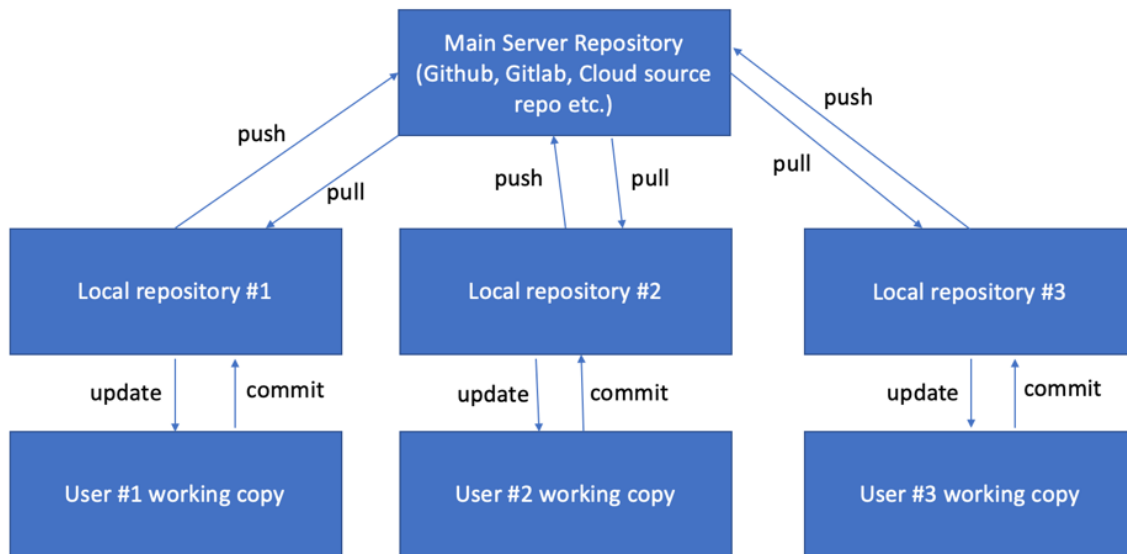 Main Server Repository
(Github, Gitlab, Cloud source
repo etc.)
push
push
pull
push
pull
pull
Local repository #1
Local repository #2
Local repository #3
update
commit
update
commit
update
commit
User #1 working copy
User #2 working copy
User #3 working copy